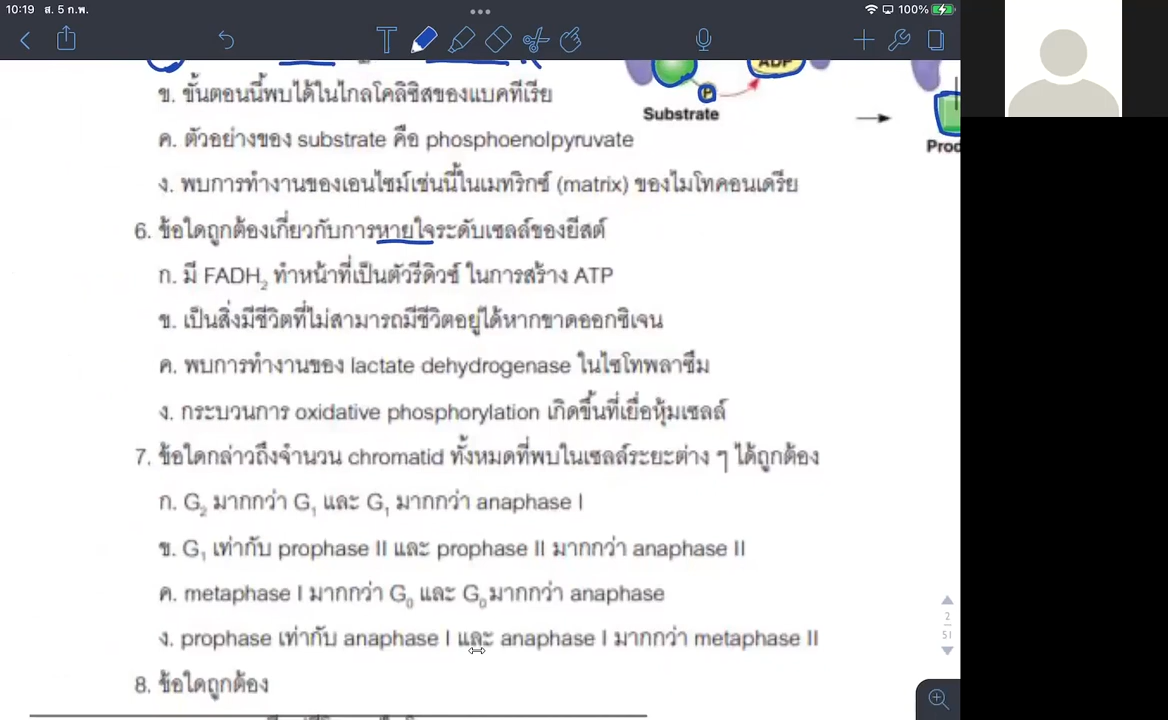 10:19 ส. 5 ก.พ.
100%
ADP
P
Substrate
ข. ขั้นตอนนี้พบได้ในไกลโคลิซิสของแบคทีเรีย
ค. ตัวอย่างของ substrate คือ phosphoenolpyruvate
Prod
ง. พบการทำงานของเอนไซม์เช่นนี้ในเมทริกซ์ (matrix) ของไมโทคอนเดรีย
6. ข้อใดถูกต้องเกี่ยวกับการหายใจระดับเซลล์ของยีสต์
ก. มี FADH₂ ทำหน้าที่เป็นตัวรีดิวซ์ ในการสร้าง ATP
ข. เป็นสิ่งมีชีวิตที่ไม่สามารถมีชีวิตอยู่ได้หากขาดออกซิเจน
ค. พบการทำงานของ lactate dehydrogenase ในไซโทพลาซึม
ง. กระบวนการ oxidative phosphorylation เกิดขึ้นที่เยื่อหุ้มเซลล์
7. ข้อใดกล่าวถึงจำนวน chromatid ทั้งหมดที่พบในเซลล์ระยะต่าง ๆ ได้ถูกต้อง
ก. G₂ มากกว่า G₁ และ G₁ มากกว่า anaphase I
ข. G₁ เท่ากับ prophase II และ prophase II มากกว่า anaphase II
ค. metaphase I มากกว่า G₀ และ G₀ มากกว่า anaphase
ง. prophase เท่ากับ anaphase I และ anaphase I มากกว่า metaphase II
2
51
8. ข้อใดถูกต้อง